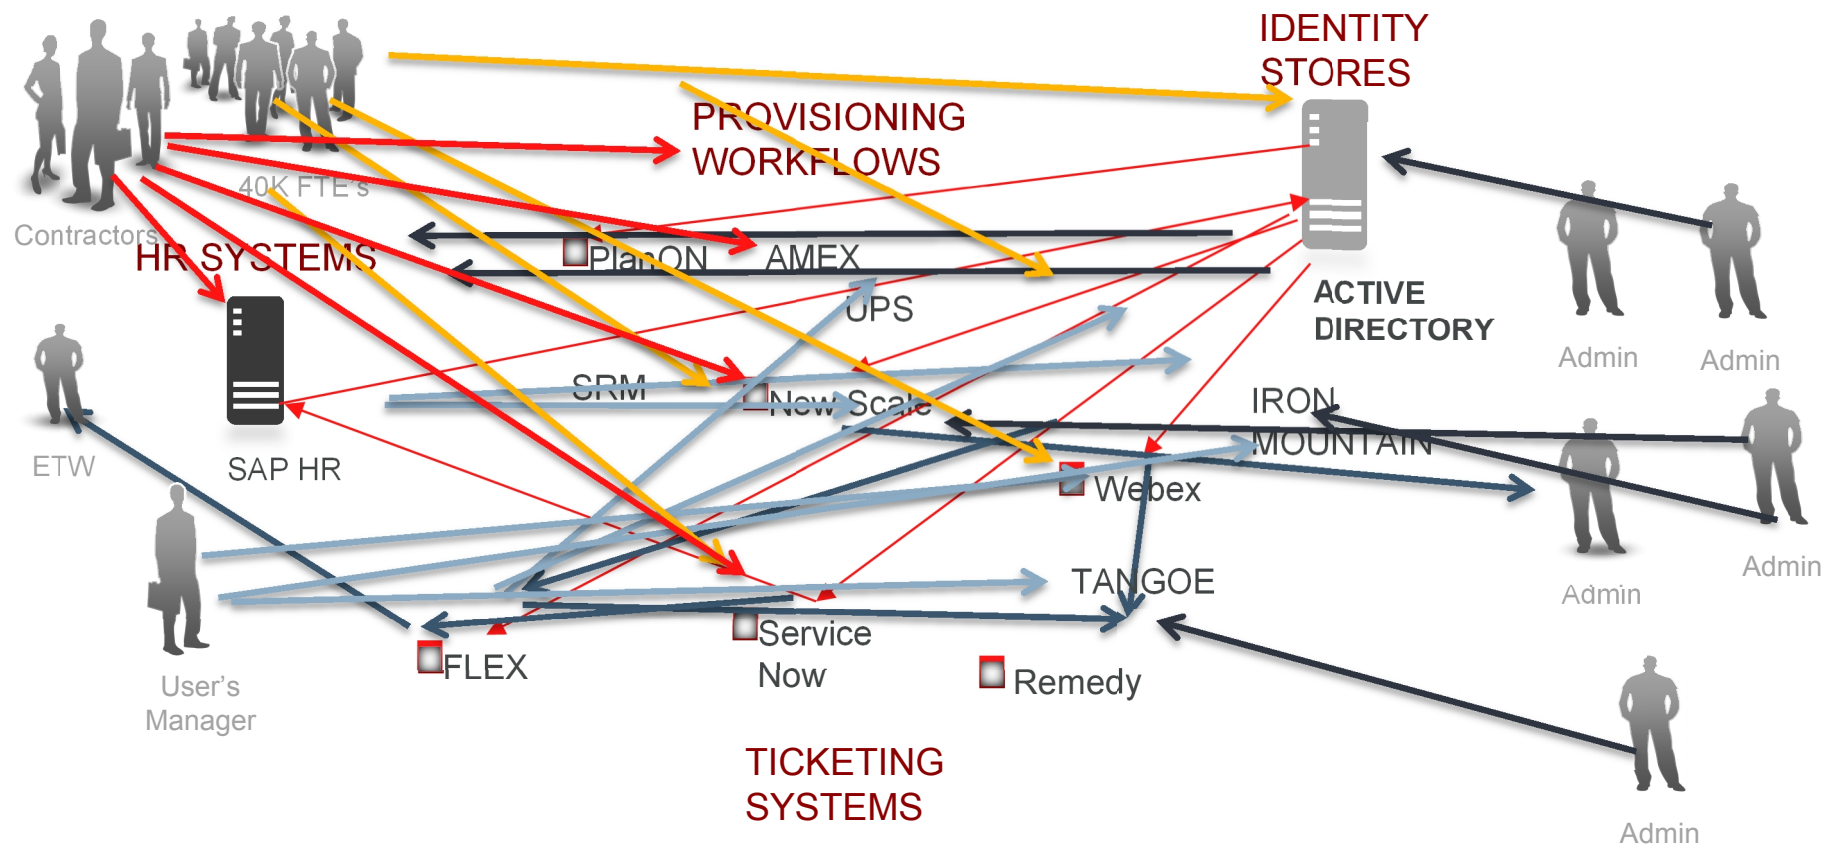 IDENTITY
STORES
PROVISIONING
WORKFLOWS
40K FTE's
Contractors
HR SYSTEMS
PlanON
AMEX
UPS
ACTIVE
DIRECTORY
Admin
Admin
SRM
New Scale
IRON
MOUNTAIN
ETW
SAP HR
Webex
Admin
Admin
TANGOE
Service
Now
FLEX
Remedy
User’s
Manager
TICKETING
SYSTEMS
Admin